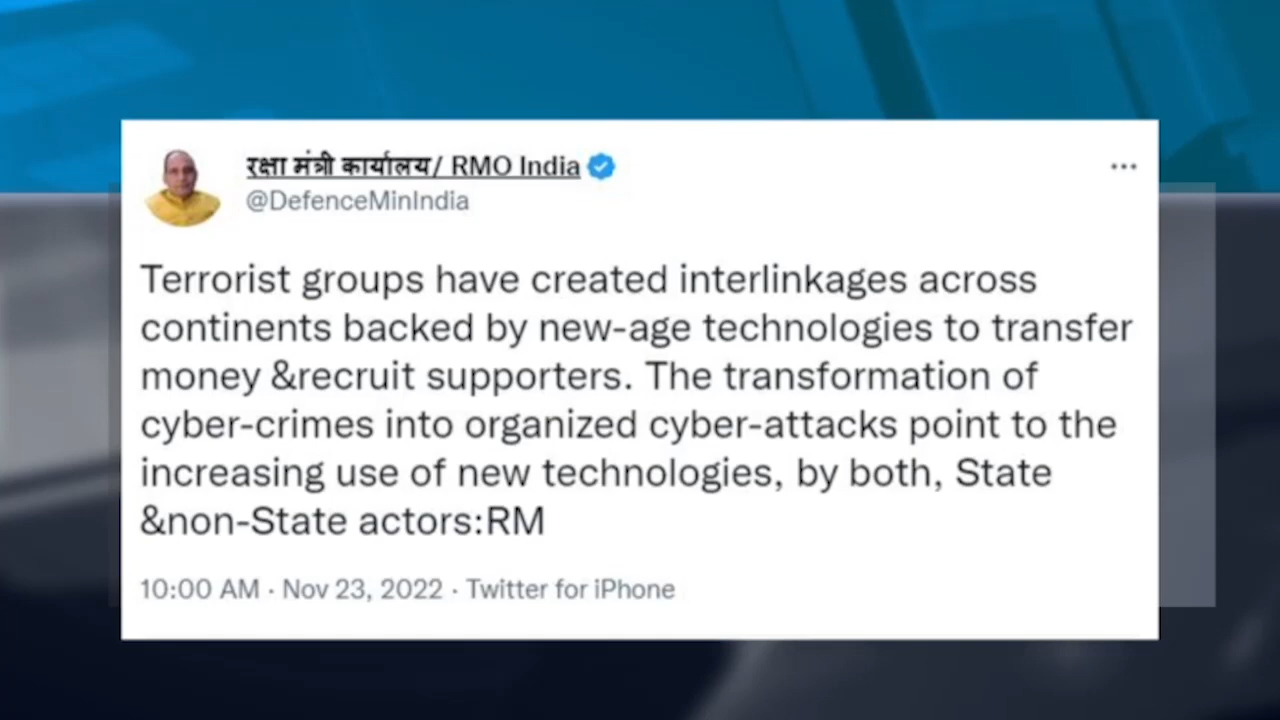 रक्षा मंत्री कार्यालय/ RMO India
@DefenceMinIndia
Terrorist groups have created interlinkages across
continents backed by new-age technologies to transfer
money &recruit supporters. The transformation of
cyber-crimes into organized cyber-attacks point to the
increasing use of new technologies, by both, State
&non-State actors:RM
10:00 AM · Nov 23, 2022 · Twitter for iPhone